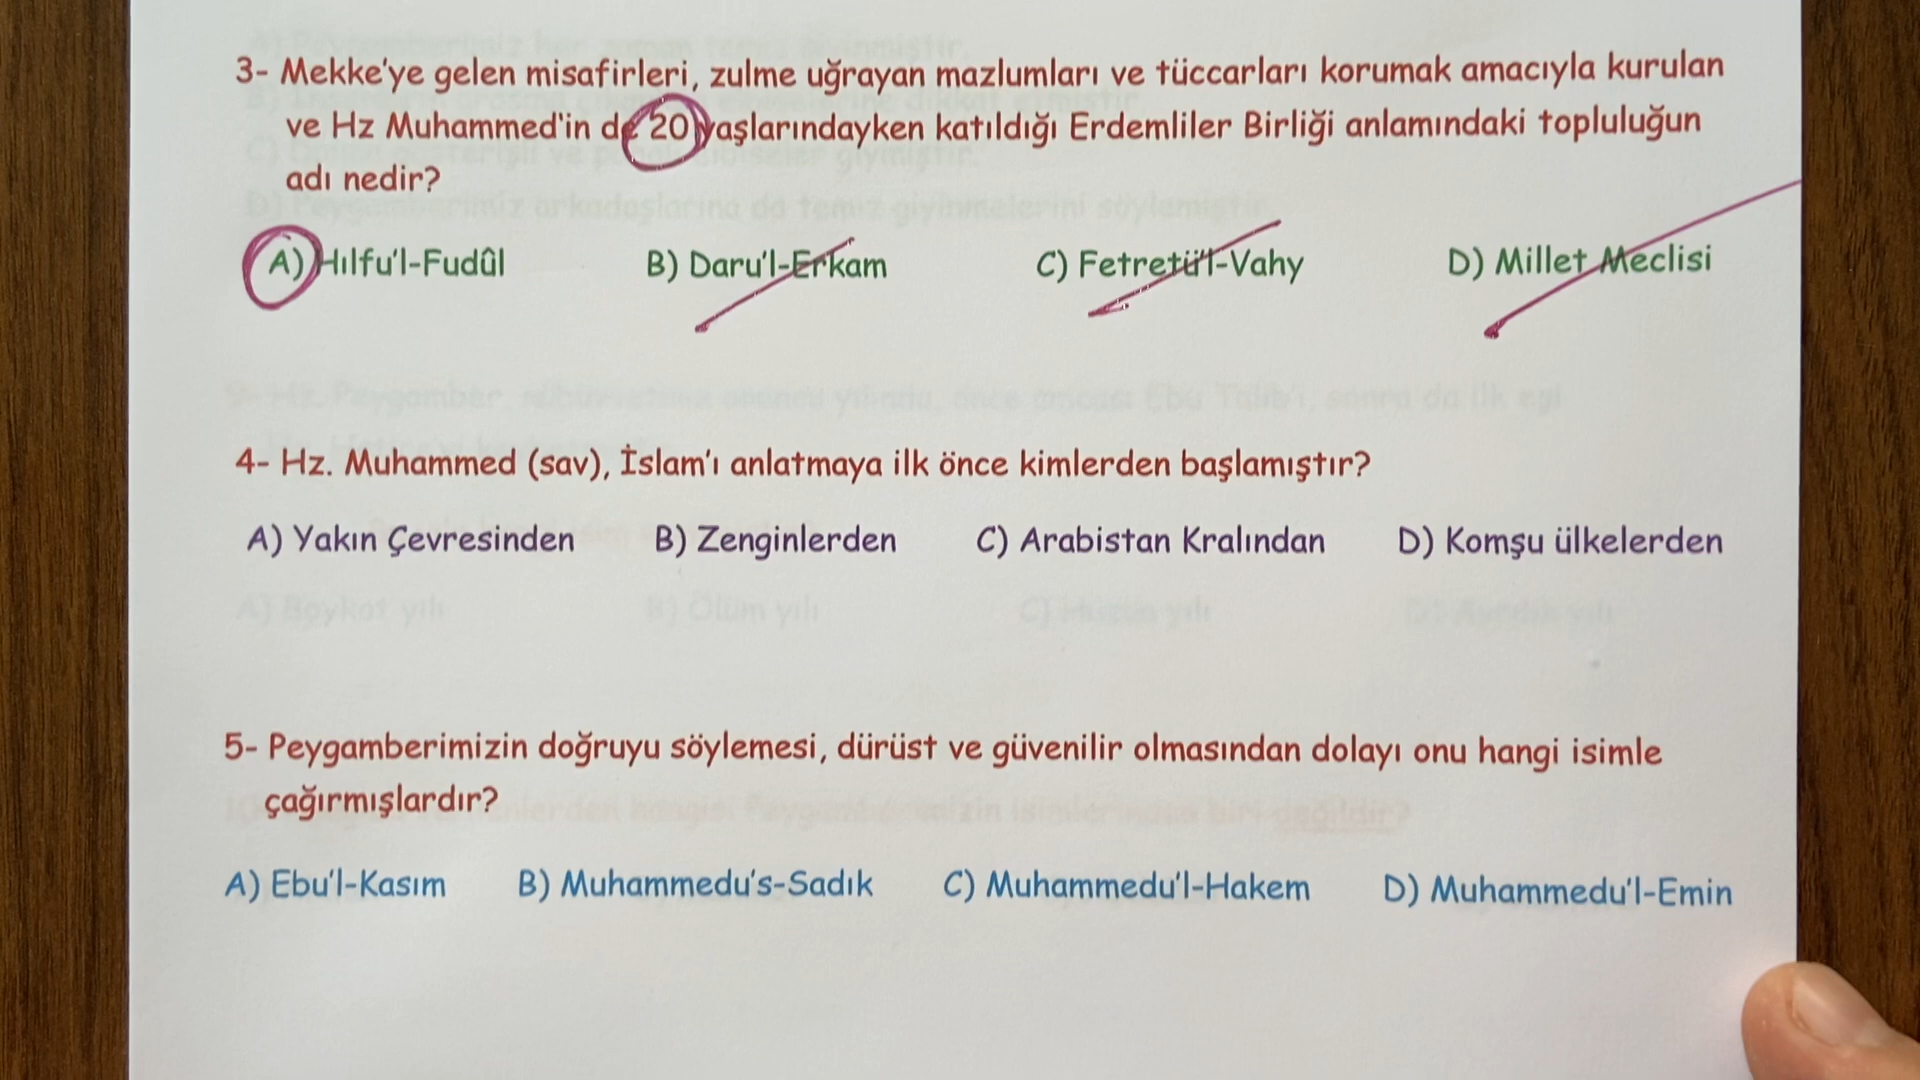 3- Mekke'ye gelen misafirleri, zulme uğrayan mazlumları ve tüccarları korumak amacıyla kurulan
ve Hz Muhammed'in de 20 yaşlarındayken katıldığı Erdemliler Birliği anlamındaki topluluğun
adı nedir?
A) Hılfu'l-Fudûl B) Daru'l-Erkam C) Fetretü'l-Vahy D) Millet Meclisi
4- Hz. Muhammed (sav), İslam'ı anlatmaya ilk önce kimlerden başlamıştır?
A) Yakın Çevresinden B) Zenginlerden C) Arabistan Kralından D) Komşu ülkelerden
5- Peygamberimizin doğruyu söylemesi, dürüst ve güvenilir olmasından dolayı onu hangi isimle
çağırmışlardır?
A) Ebu'l-Kasım B) Muhammedu's-Sadık C) Muhammedu'l-Hakem D) Muhammedu'l-Emin